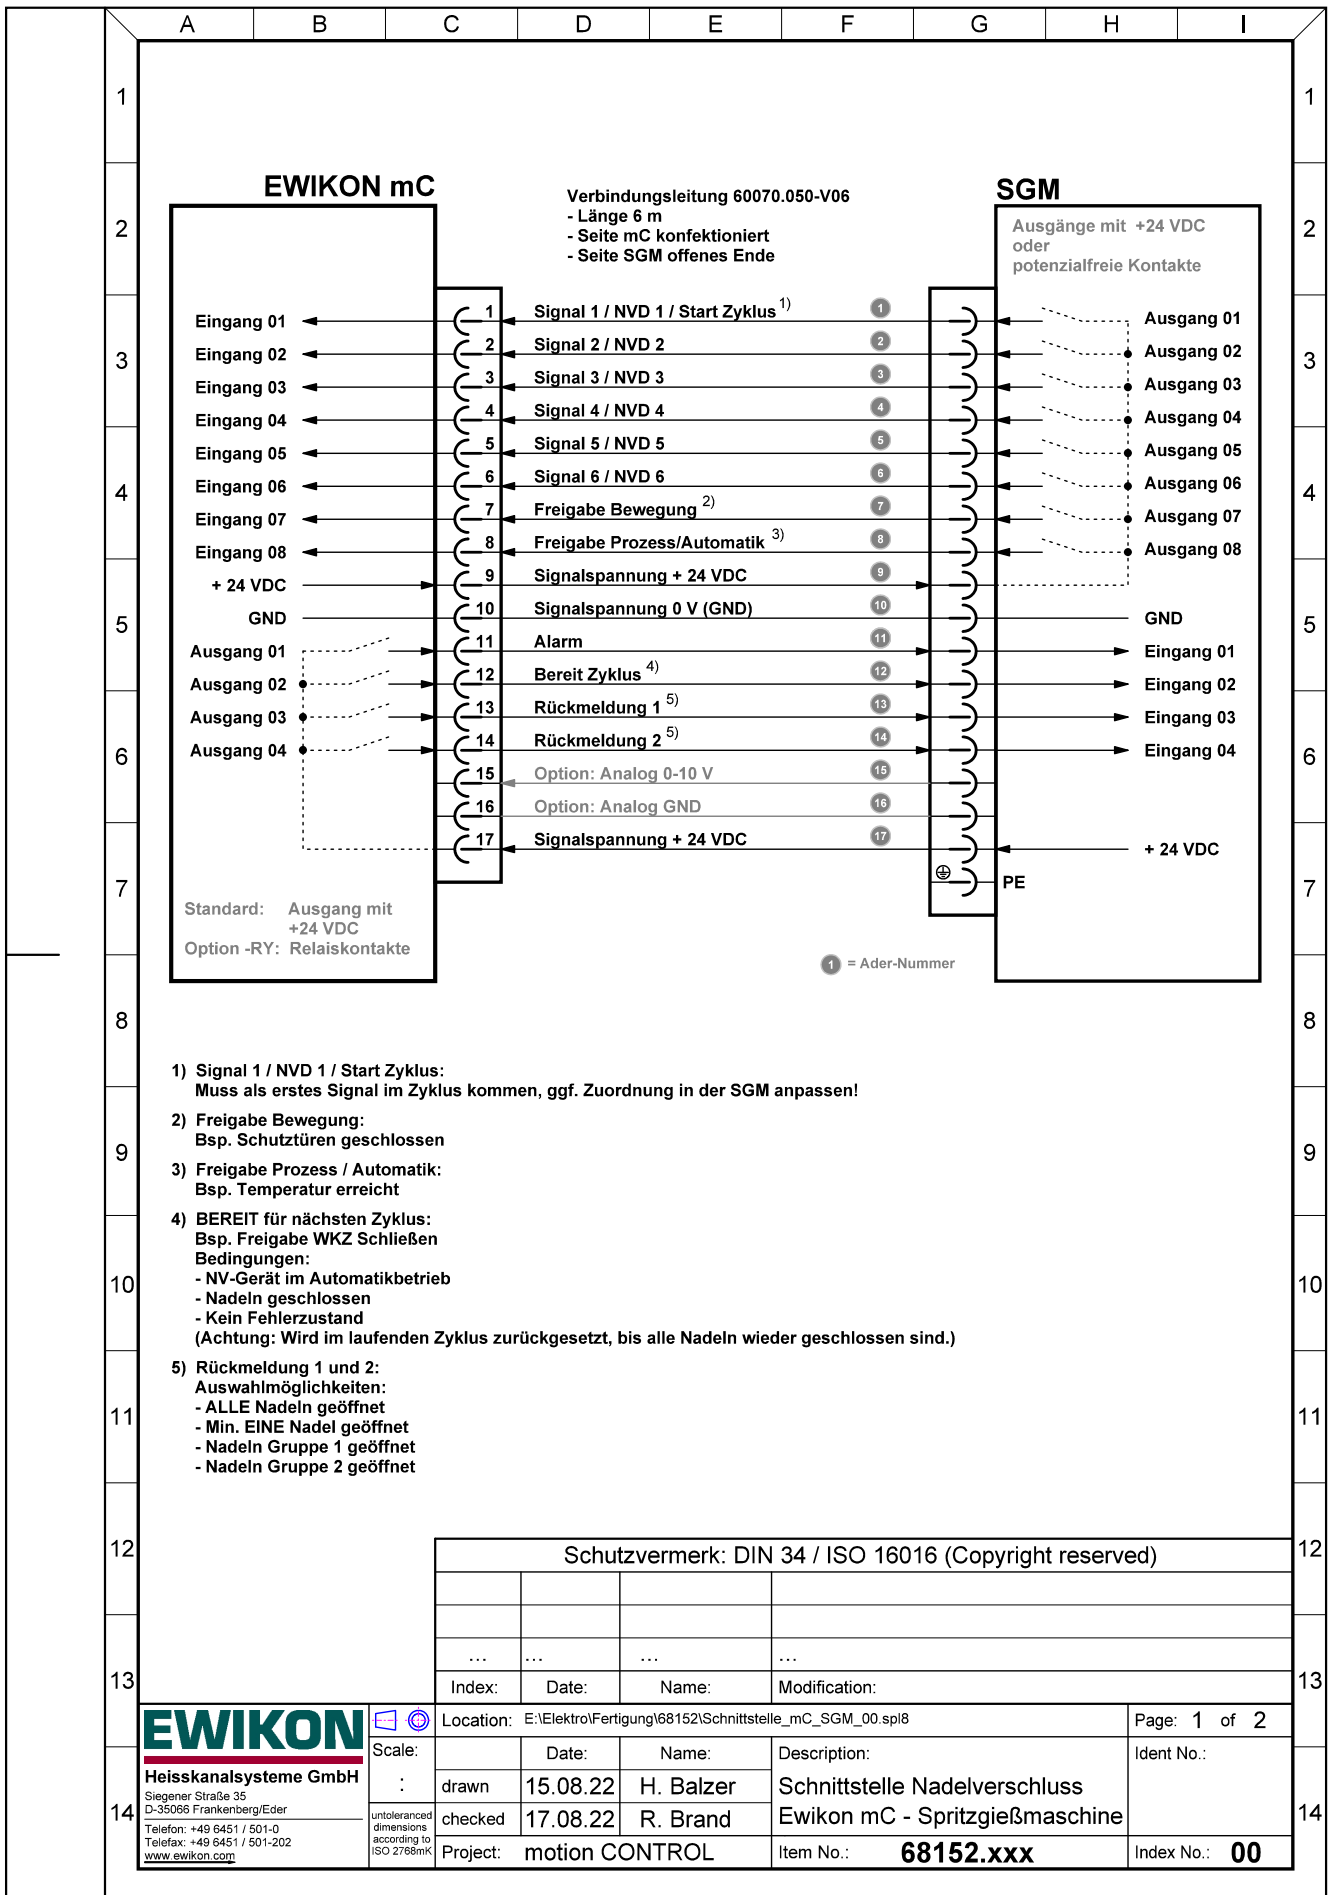 A B C D E F G H I
1 1
EWIKON mC
SGM
Verbindungsleitung 60070.050-V06
- Länge 6 m
- Seite mC konfektioniert
- Seite SGM offenes Ende
Ausgänge mit +24 VDC
oder
potenzialfreie Kontakte
2 2
Eingang 01 1 Signal 1 / NVD 1 / Start Zyklus 1) 1 Ausgang 01
Eingang 02 2 Signal 2 / NVD 2 2 Ausgang 02
3 3
Eingang 03 3 Signal 3 / NVD 3 3 Ausgang 03
Eingang 04 4 Signal 4 / NVD 4 4 Ausgang 04
Eingang 05 5 Signal 5 / NVD 5 5 Ausgang 05
Eingang 06 6 Signal 6 / NVD 6 6 Ausgang 06
4 4
Eingang 07 7 Freigabe Bewegung 2) 7 Ausgang 07
Eingang 08 8 Freigabe Prozess/Automatik 3) 8 Ausgang 08
+ 24 VDC 9 Signalspannung + 24 VDC 9
GND 10 Signalspannung 0 V (GND) 10 GND
5 5
Ausgang 01 11 Alarm 11 Eingang 01
Ausgang 02 12 Bereit Zyklus 4) 12 Eingang 02
Ausgang 03 13 Rückmeldung 1 5) 13 Eingang 03
Ausgang 04 14 Rückmeldung 2 5) 14 Eingang 04
6 6
15 Option: Analog 0-10 V 15
16 Option: Analog GND 16
17 Signalspannung + 24 VDC 17 + 24 VDC
PE
7 7
Standard: Ausgang mit
+24 VDC
Option -RY: Relaiskontakte
1 = Ader-Nummer
8 8
1) Signal 1 / NVD 1 / Start Zyklus:
Muss als erstes Signal im Zyklus kommen, ggf. Zuordnung in der SGM anpassen!
2) Freigabe Bewegung:
Bsp. Schutztüren geschlossen
9 9
3) Freigabe Prozess / Automatik:
Bsp. Temperatur erreicht
4) BEREIT für nächsten Zyklus:
Bsp. Freigabe WKZ Schließen
Bedingungen:
- NV-Gerät im Automatikbetrieb
10 10
- Nadeln geschlossen
- Kein Fehlerzustand
(Achtung: Wird im laufenden Zyklus zurückgesetzt, bis alle Nadeln wieder geschlossen sind.)
5) Rückmeldung 1 und 2:
Auswahlmöglichkeiten:
- ALLE Nadeln geöffnet
11 11
- Min. EINE Nadel geöffnet
- Nadeln Gruppe 1 geöffnet
- Nadeln Gruppe 2 geöffnet
12 12
Schutzvermerk: DIN 34 / ISO 16016 (Copyright reserved)
... ... ... ...
13 13
Index: Date: Name: Modification:
EWIKON
Heisskanalsysteme GmbH
Siegener Straße 35
D-35066 Frankenberg/Eder
Telefon: +49 6451 / 501-0
Telefax: +49 6451 / 501-202
www.ewikon.com
Location: E:\Elektro\Fertigung\68152\Schnittstelle_mC_SGM_00.spl8
Page: 1 of 2
Scale:
:
untoleranced
dimensions
according to
ISO 2768mK
Date: Name: Description: Ident No.:
drawn 15.08.22 H. Balzer Schnittstelle Nadelverschluss
checked 17.08.22 R. Brand Ewikon mC - Spritzgießmaschine
14 14
Project: motion CONTROL Item No.: 68152.xxx Index No.: 00